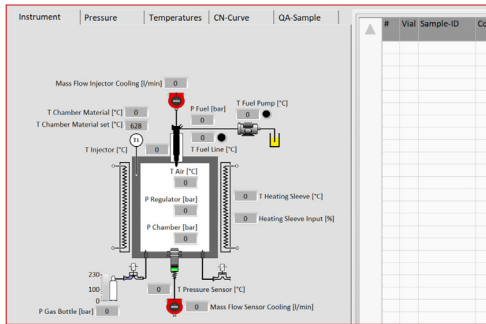 Instrument Pressure Temperatures CN-Curve QA-Sample
# Vial Sample-ID Co
Mass Flow Injector Cooling [l/min] 0
P Fuel [bar] T Fuel Pump [°C]
T Chamber Material [°C] 0 0 0
T Chamber Material set [°C] 628
TI 0
T Injector [°C] 0 T Fuel Line [°C]
T Air [°C]
0
P Regulator [bar] 0 T Heating Sleeve [°C]
0
0 Heating Sleeve Input [%]
P Chamber [bar]
0
230
100 0 T Pressure Sensor [°C]
0
P Gas Bottle [bar] 0 0 Mass Flow Sensor Cooling [l/min]